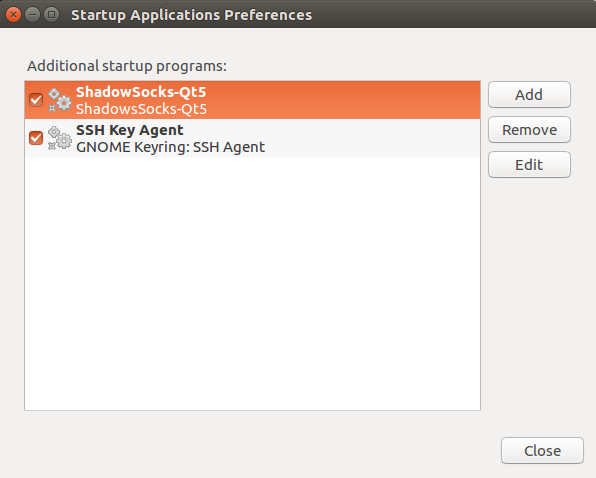 Startup Applications Preferences
Additional startup programs:
ShadowSocks-Qt5
ShadowsSocks-Qt5
SSH Key Agent
GNOME Keyring: SSH Agent
Add
Remove
Edit
Close